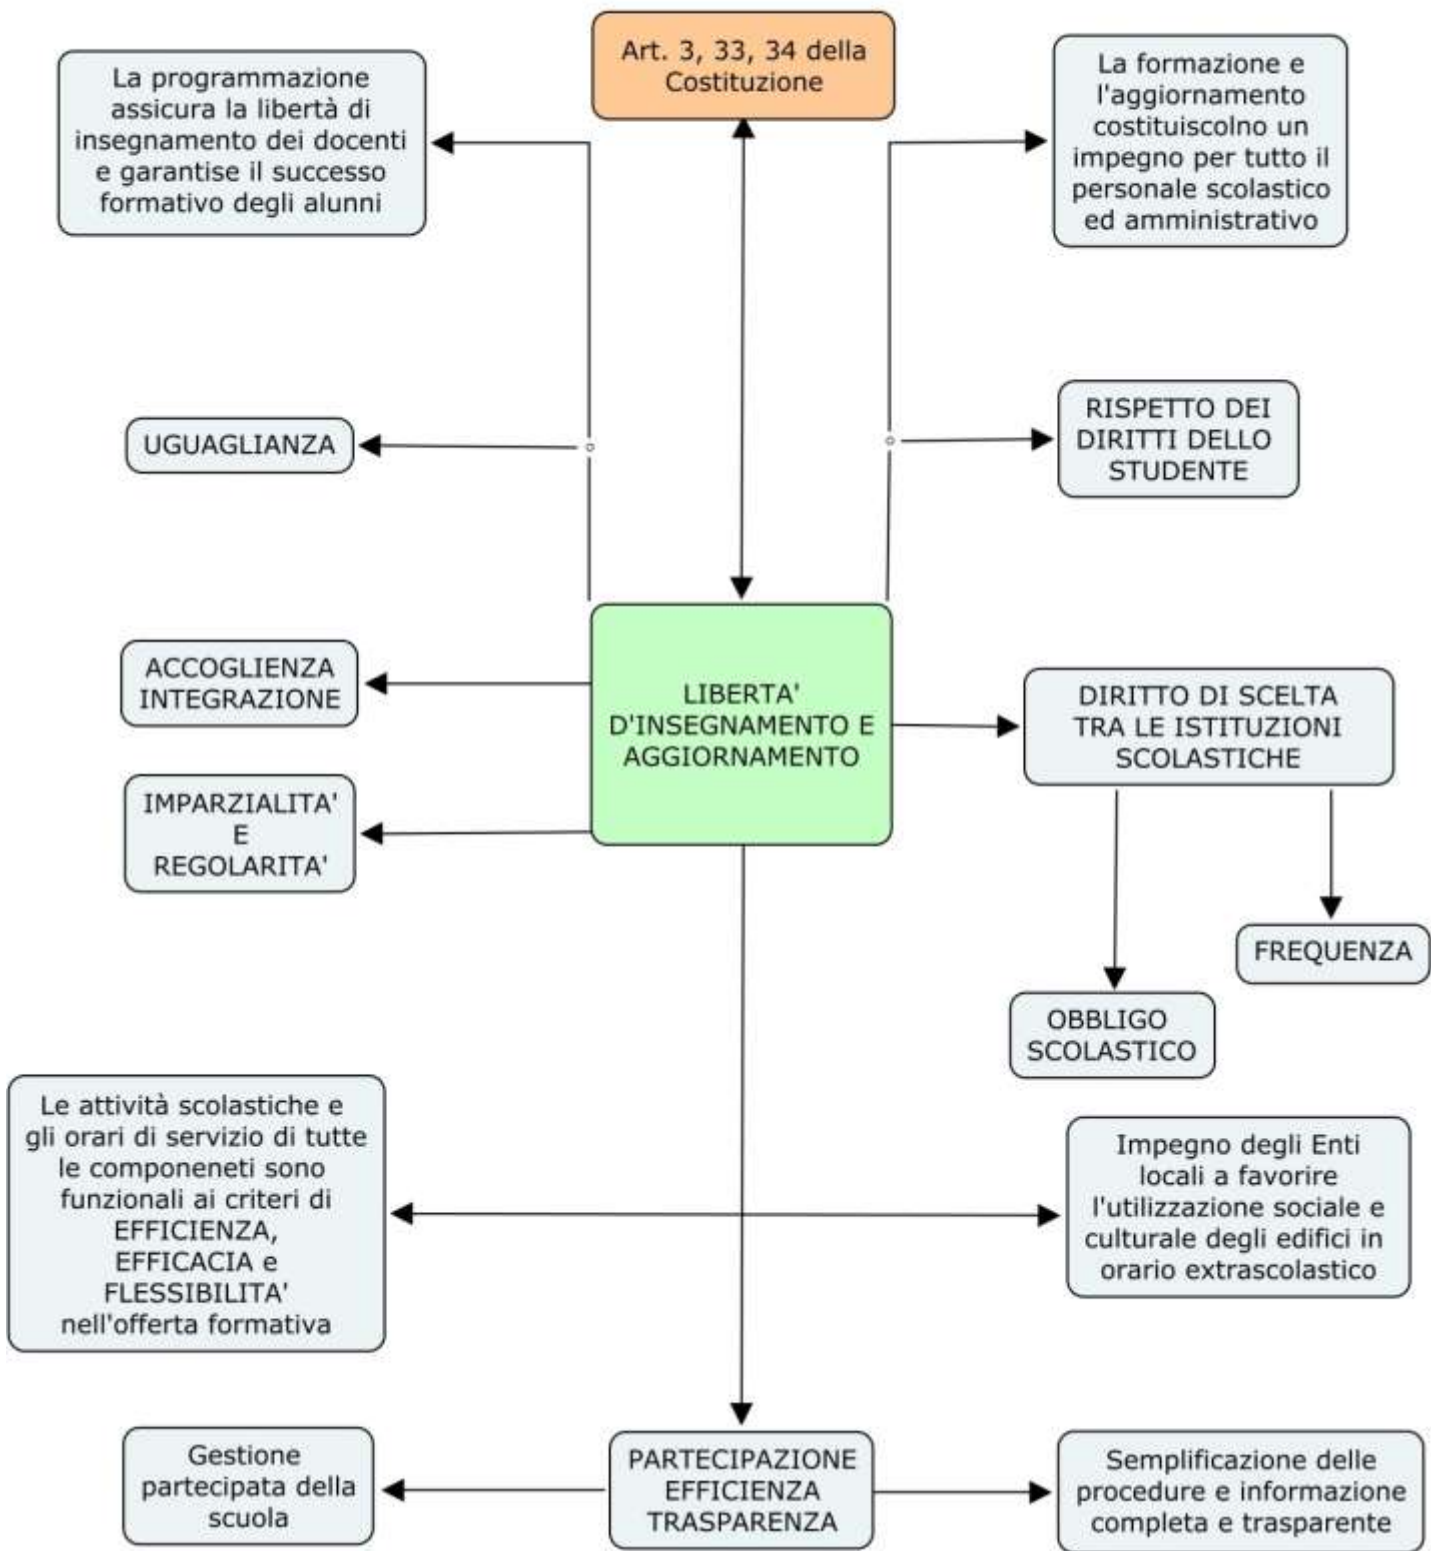 Art. 3, 33, 34 della
Costituzione
La programmazione
assicura la libertà di
insegnamento dei docenti
e garantise il successo
formativo degli alunni
La formazione e
l'aggiornamento
costituiscolno un
impegno per tutto il
personale scolastico
ed amministrativo
UGUAGLIANZA
RISPETTO DEI
DIRITTI DELLO
STUDENTE
ACCOGLIENZA
INTEGRAZIONE
LIBERTA'
D'INSEGNAMENTO E
AGGIORNAMENTO
DIRITTO DI SCELTA
TRA LE ISTITUZIONI
SCOLASTICHE
IMPARZIALITA'
E
REGOLARITA'
FREQUENZA
OBBLIGO
SCOLASTICO
Le attività scolastiche e
gli orari di servizio di tutte
le componeneti sono
funzionali ai criteri di
EFFICIENZA,
EFFICACIA e
FLESSIBILITA'
nell'offerta formativa
Impegno degli Enti
locali a favorire
l'utilizzazione sociale e
culturale degli edifici in
orario extrascolastico
Gestione
partecipata della
scuola
PARTECIPAZIONE
EFFICIENZA
TRASPARENZA
Semplificazione delle
procedure e informazione
completa e trasparente